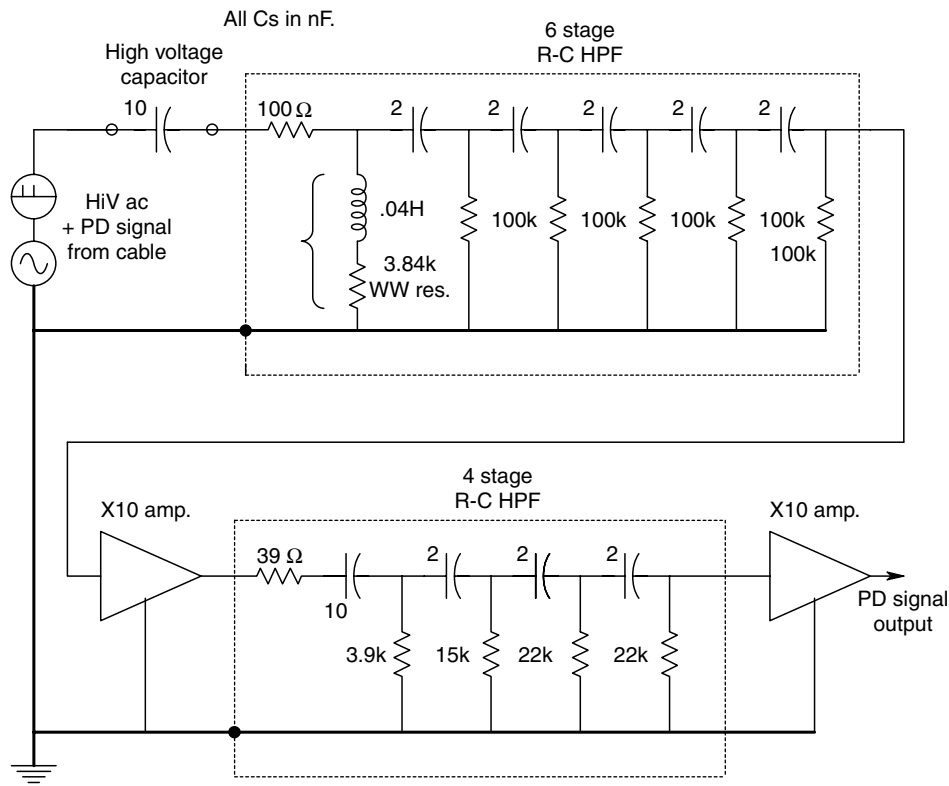 All Cs in nF.
6 stage
R-C HPF
High voltage
capacitor
10
100 Ω
2
2
2
2
2
HiV ac
+ PD signal
from cable
.04H
3.84k
WW res.
100k
100k
100k
100k
100k
4 stage
R-C HPF
X10 amp.
X10 amp.
39 Ω
10
2
2
2
3.9k
15k
22k
22k
PD signal
output